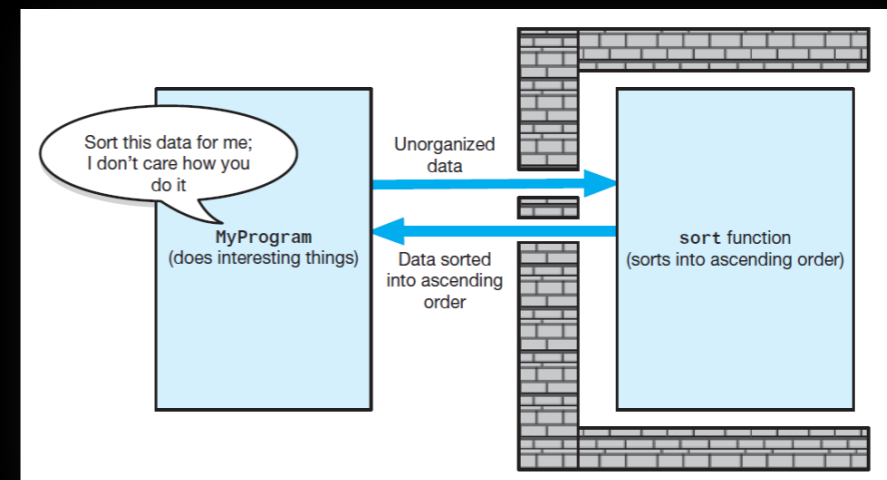 Sort this data for me;
I don't care how you
do it
MyProgram
(does interesting things)
Unorganized
data
Data sorted
into ascending
order
sort function
(sorts into ascending order)